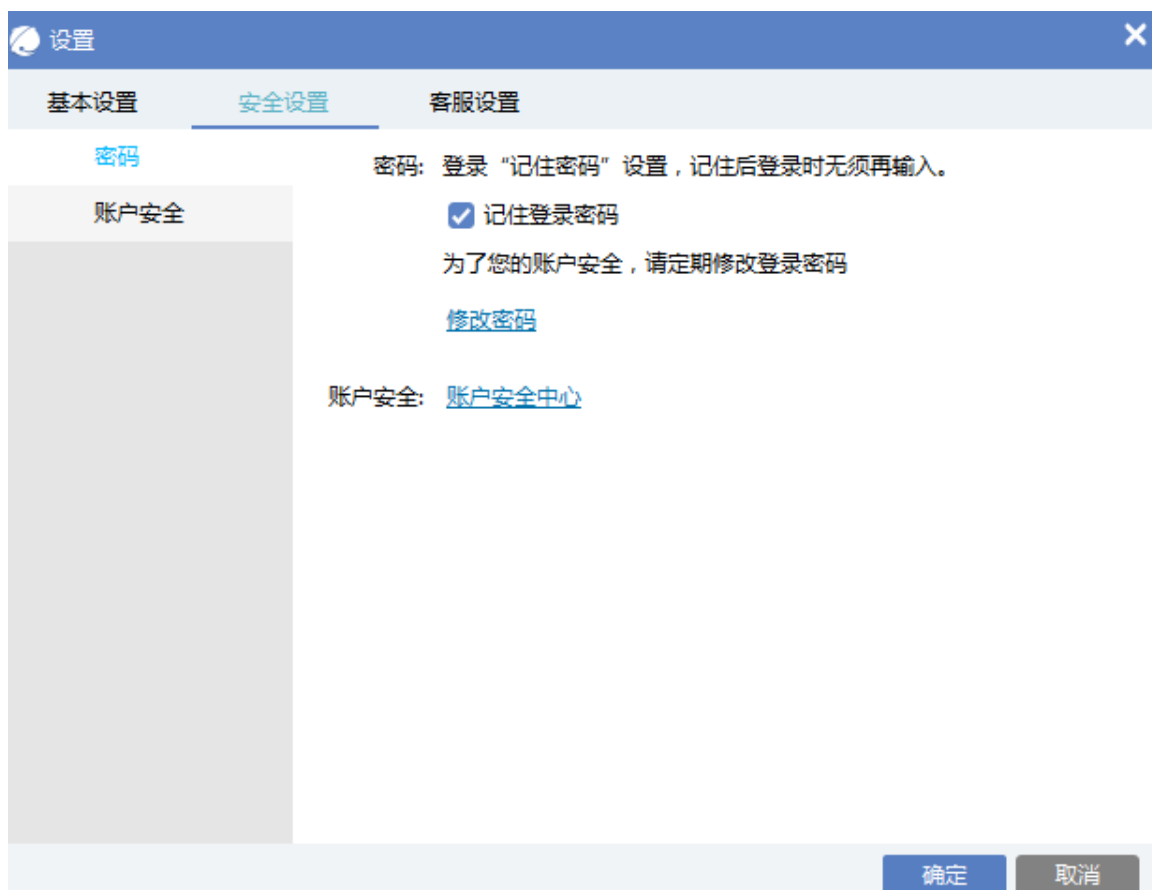 设置
基本设置 安全设置 客服设置
密码
账户安全
密码: 登录“记住密码”设置，记住后登录时无须再输入。
记住登录密码
为了您的账户安全，请定期修改登录密码
修改密码
账户安全: 账户安全中心
确定 取消